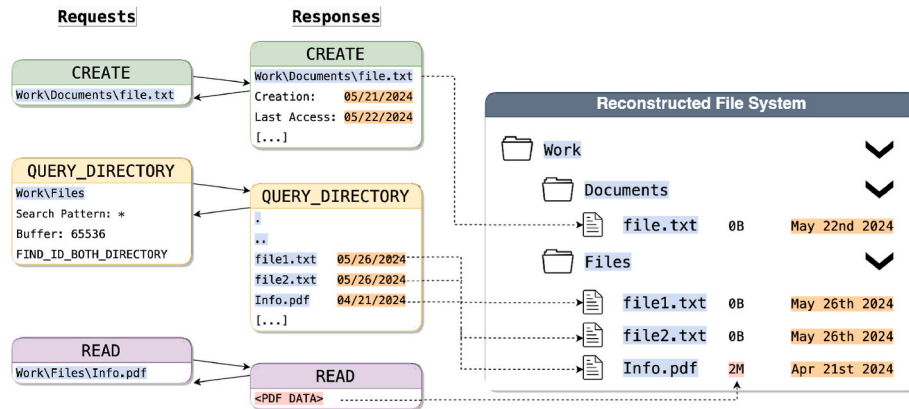 Requests
Responses
CREATE
Work\Documents\file.txt
CREATE
Work\Documents\file.txt
Creation: 05/21/2024
Last Access: 05/22/2024
[...]
QUERY_DIRECTORY
Work\Files
Search Pattern: *
Buffer: 65536
FIND_ID_BOTH_DIRECTORY
QUERY_DIRECTORY
.
..
file1.txt 05/26/2024
file2.txt 05/26/2024
Info.pdf 04/21/2024
[...]
READ
Work\Files\Info.pdf
READ
<PDF DATA>
Reconstructed File System
Work
Documents
file.txt 0B May 22nd 2024
Files
file1.txt 0B May 26th 2024
file2.txt 0B May 26th 2024
Info.pdf 2M Apr 21st 2024